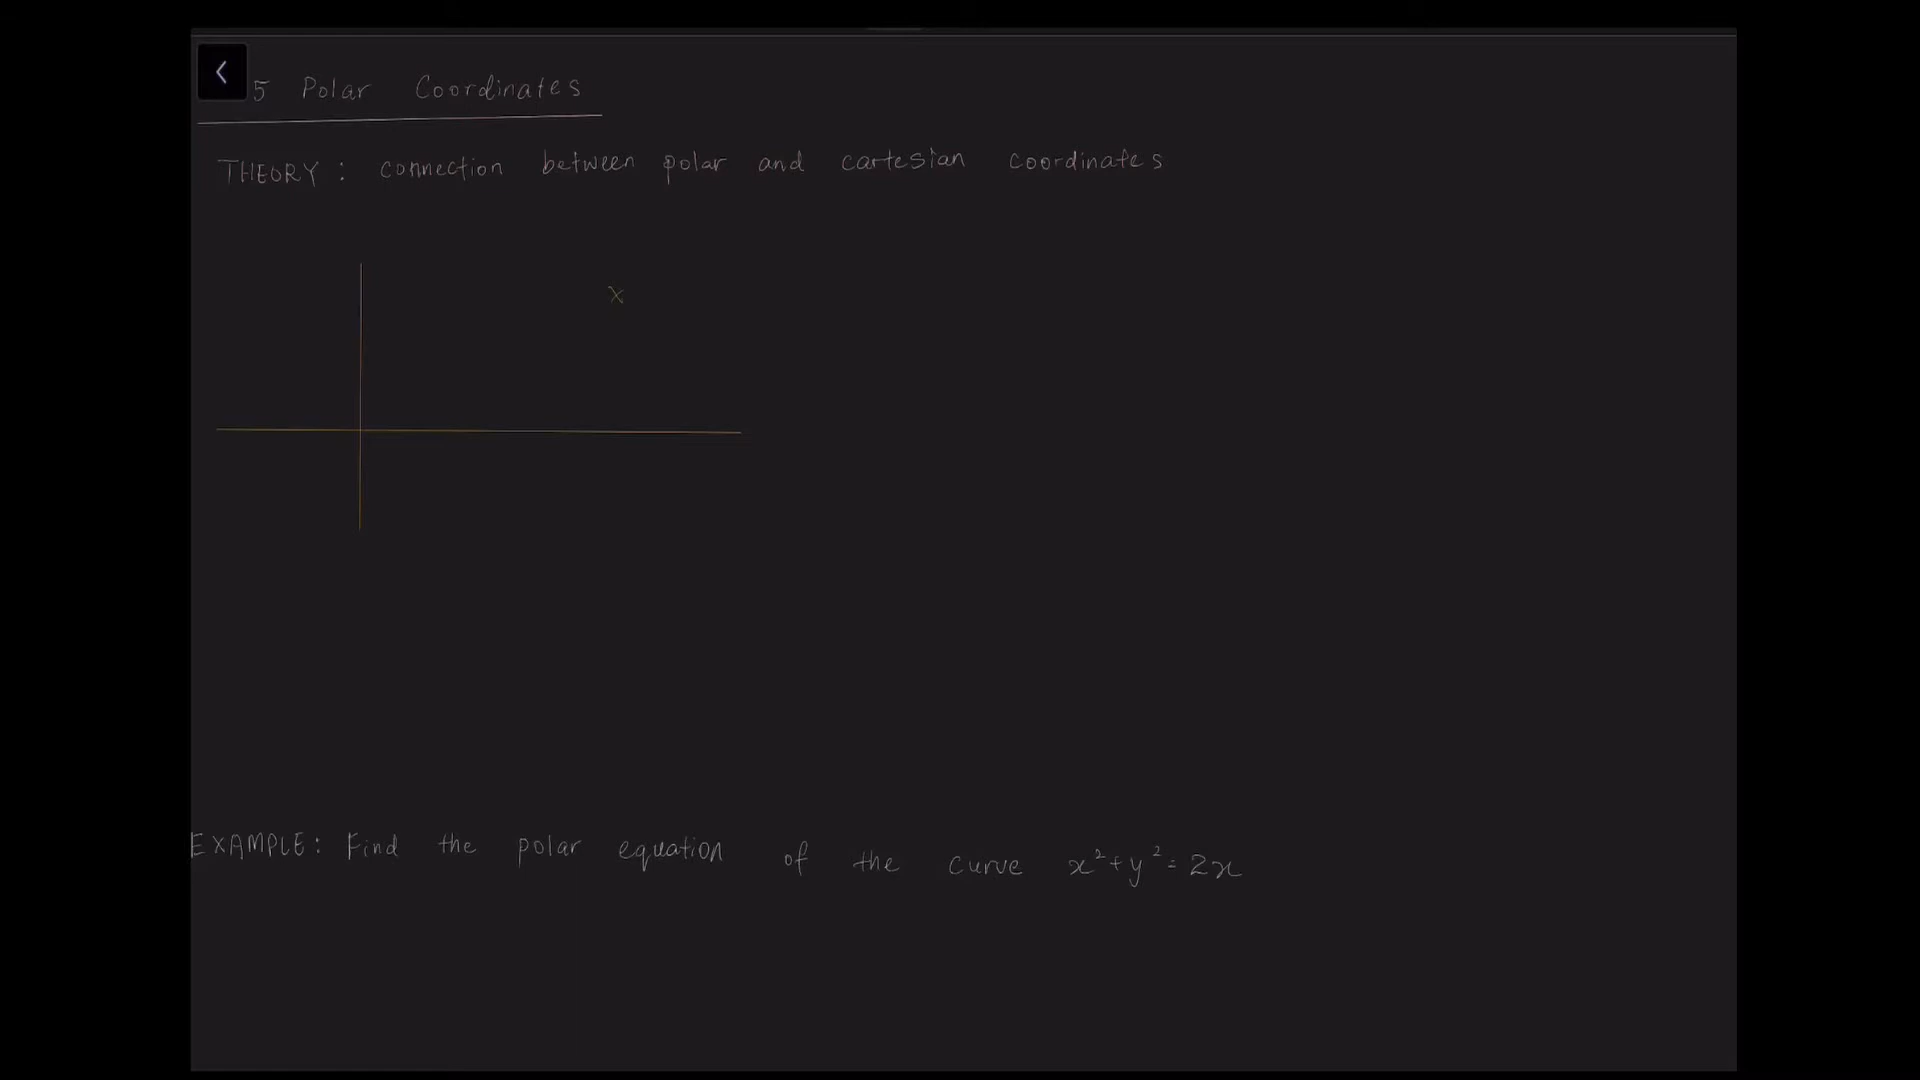 5 Polar Coordinates
THEORY: connection between polar and cartesian coordinates
x
EXAMPLE: Find the polar equation of the curve x²+y²=2x